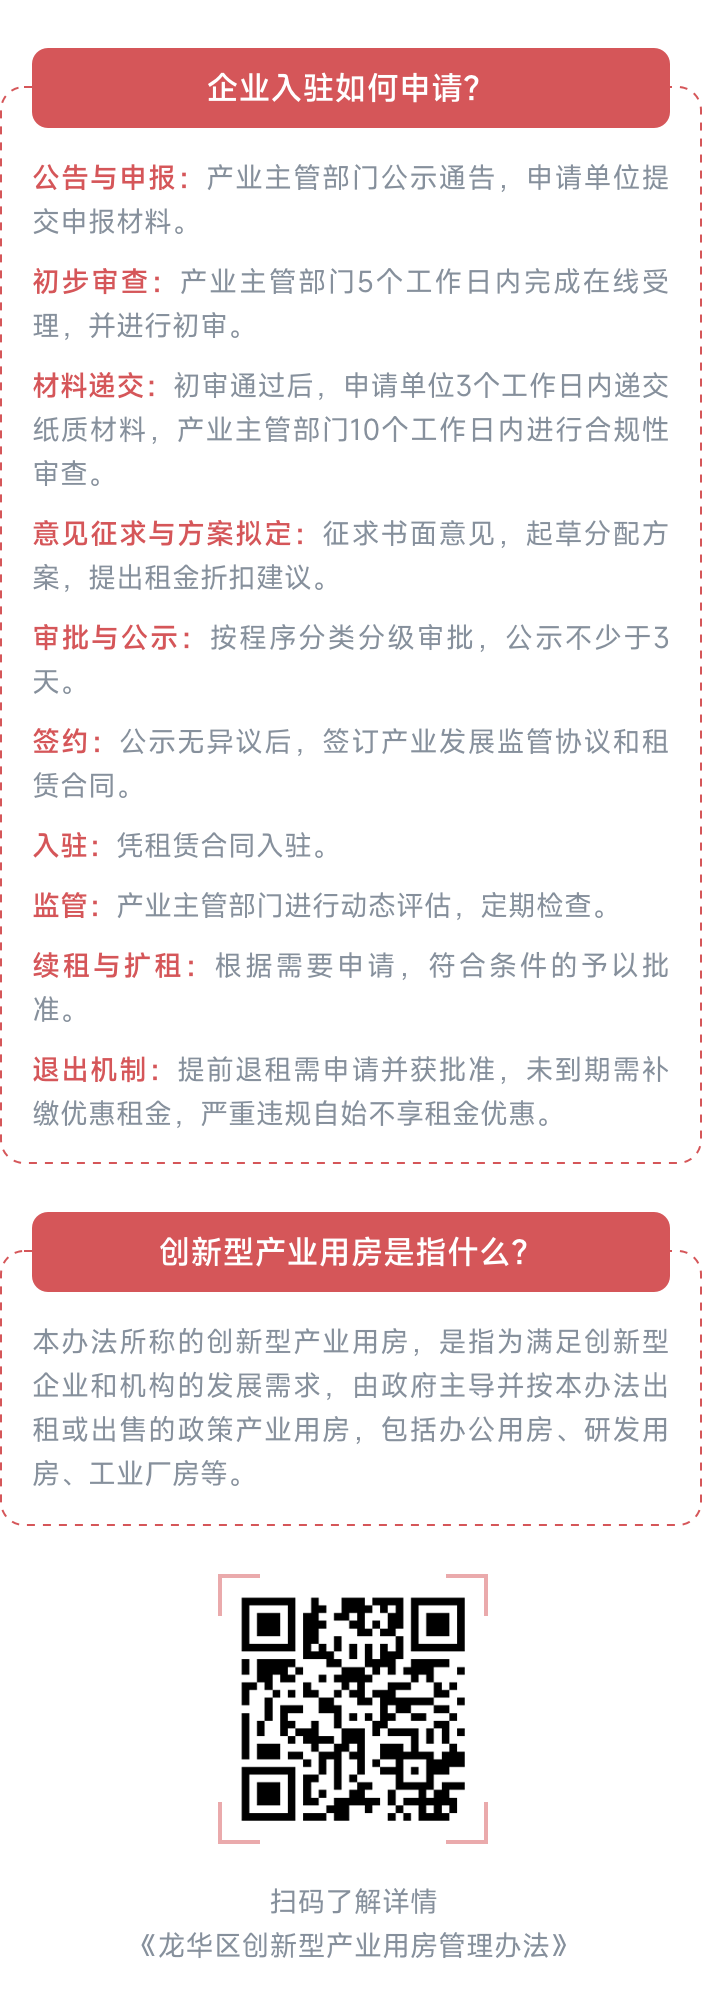 企业入驻如何申请?
公告与申报：产业主管部门公示通告，申请单位提
交申报材料。
初步审查：产业主管部门5个工作日内完成在线受
理，并进行初审。
材料递交：初审通过后，申请单位3个工作日内递交
纸质材料，产业主管部门10个工作日内进行合规性
审查。
意见征求与方案拟定：征求书面意见，起草分配方
案，提出租金折扣建议。
审批与公示：按程序分类分级审批，公示不少于3
天。
签约：公示无异议后，签订产业发展监管协议和租
赁合同。
入驻：凭租赁合同入驻。
监管：产业主管部门进行动态评估，定期检查。
续租与扩租：根据需要申请，符合条件的予以批
准。
退出机制：提前退租需申请并获批准，未到期需补
缴优惠租金，严重违规自始不享租金优惠。
创新型产业用房是指什么?
本办法所称的创新型产业用房，是指为满足创新型
企业和机构的发展需求，由政府主导并按本办法出
租或出售的政策产业用房，包括办公用房、研发用
房、工业厂房等。
扫码了解详情
《龙华区创新型产业用房管理办法》